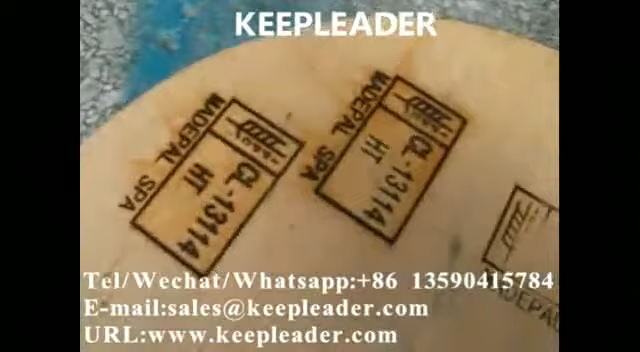 KEEPLEADER
MADEPAL SPA
CL-13114
HT
MADEPAL SPA
CL-13114
HT
Tel/Wechat/Whatsapp:+86 13590415784
E-mail:sales@keepleader.com
URL:www.keepleader.com